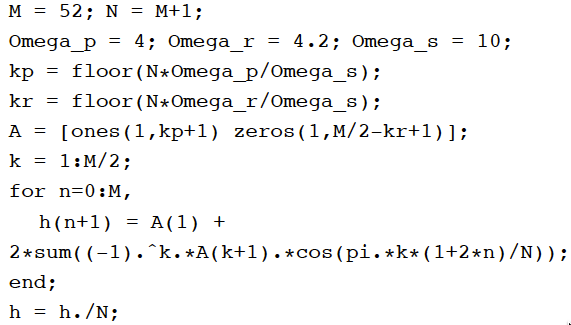 M = 52; N = M+1;
Omega_p = 4; Omega_r = 4.2; Omega_s = 10;
kp = floor(N*Omega_p/Omega_s);
kr = floor(N*Omega_r/Omega_s);
A = [ones(1,kp+1) zeros(1,M/2-kr+1)];
k = 1:M/2;
for n=0:M,
h(n+1) = A(1) +
2*sum((-1).^k.*A(k+1).*cos(pi.*k*(1+2*n)/N));
end;
h = h./N;